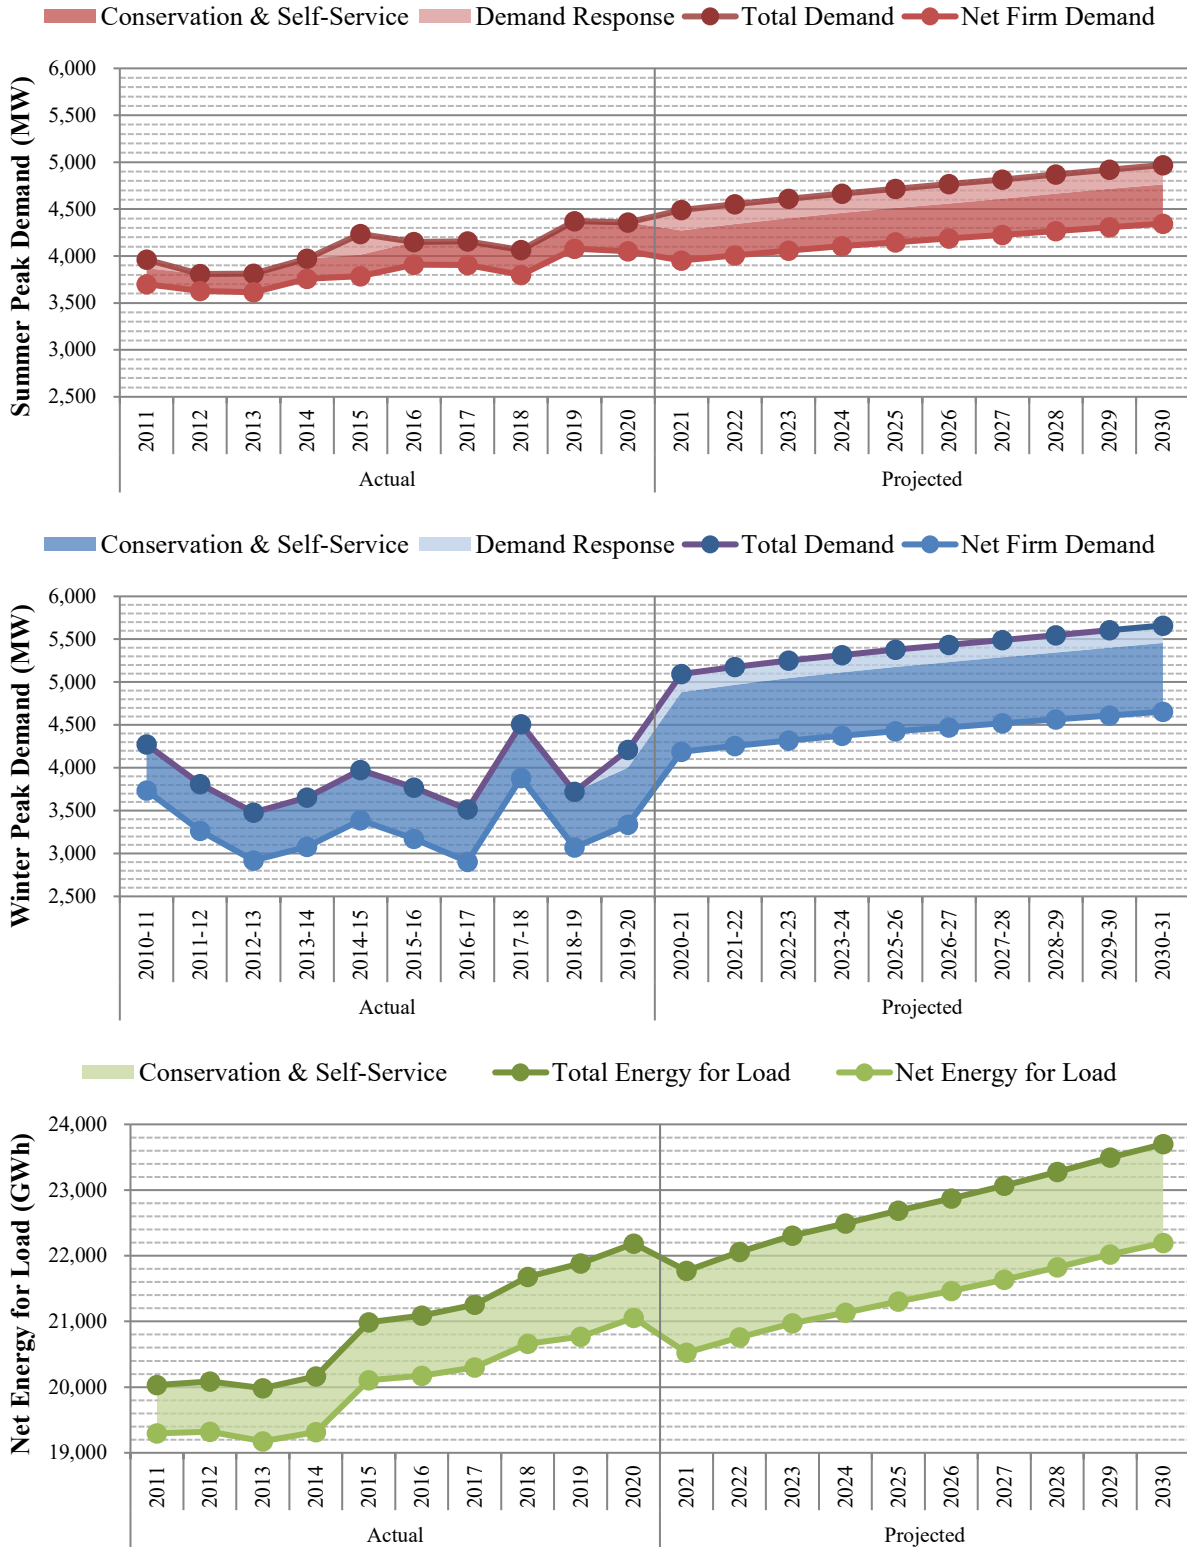 Conservation & Self-Service Demand Response Total Demand Net Firm Demand
Summer Peak Demand (MW)
6,000
5,500
5,000
4,500
4,000
3,500
3,000
2,500
2011 2012 2013 2014 2015 2016 2017 2018 2019 2020 2021 2022 2023 2024 2025 2026 2027 2028 2029 2030
Actual Projected
Conservation & Self-Service Demand Response Total Demand Net Firm Demand
Winter Peak Demand (MW)
6,000
5,500
5,000
4,500
4,000
3,500
3,000
2,500
2010-11 2011-12 2012-13 2013-14 2014-15 2015-16 2016-17 2017-18 2018-19 2019-20 2020-21 2021-22 2022-23 2023-24 2025-26 2026-27 2027-28 2028-29 2029-30 2030-31
Actual Projected
Conservation & Self-Service Total Energy for Load Net Energy for Load
Net Energy for Load (GWh)
24,000
23,000
22,000
21,000
20,000
19,000
2011 2012 2013 2014 2015 2016 2017 2018 2019 2020 2021 2022 2023 2024 2025 2026 2027 2028 2029 2030
Actual Projected